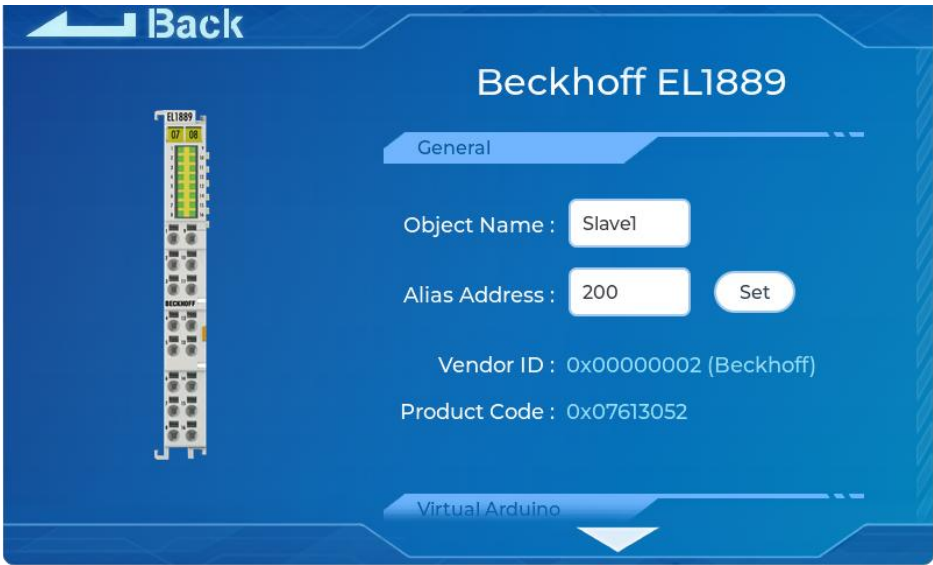 Back
Beckhoff EL1889
EL1889
07 08
General
Object Name : Slave1
Alias Address : 200 Set
BECKHOFF
Vendor ID : 0x00000002 (Beckhoff)
Product Code : 0x07613052
Virtual Arduino